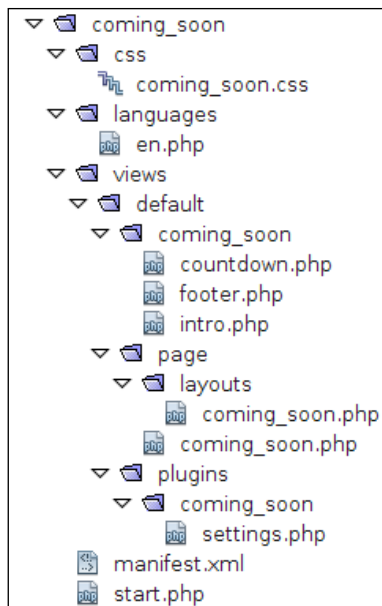 coming_soon
css
coming_soon.css
languages
en.php
views
default
coming_soon
countdown.php
footer.php
intro.php
page
layouts
coming_soon.php
coming_soon.php
plugins
coming_soon
settings.php
manifest.xml
start.php